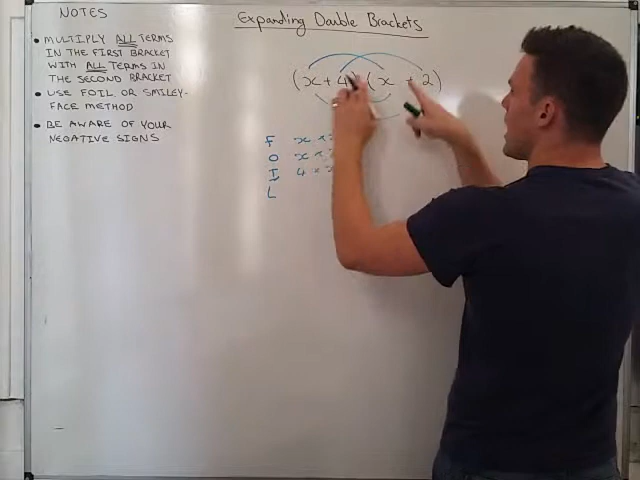 NOTES
Expanding Double Brackets
• MULTIPLY ALL TERMS
IN THE FIRST BRACKET
WITH ALL TERMS IN
THE SECOND BRACKET
• USE FOIL OR SMILEY-
FACE METHOD
• BE AWARE OF YOUR
NEGATIVE SIGNS
(x+4)(x+2)
F x ×
O x ×
I 4 ×
L